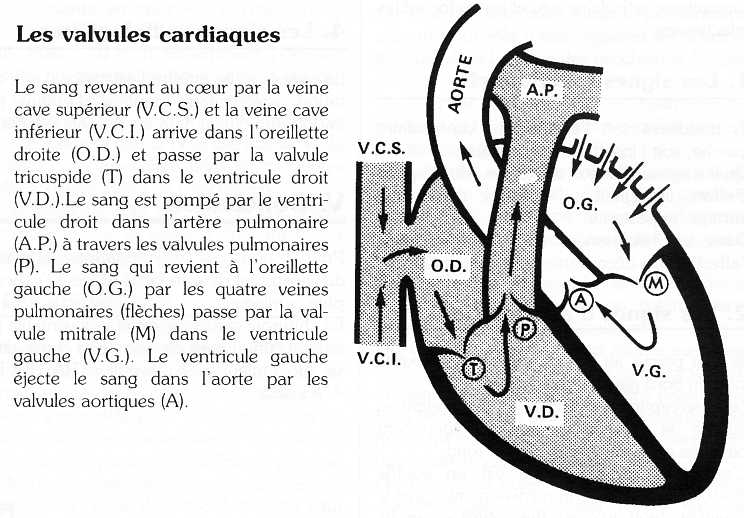 Les valvules cardiaques
Le sang revenant au cœur par la veine
cave supérieur (V.C.S.) et la veine cave
inférieur (V.C.I.) arrive dans l'oreillette
droite (O.D.) et passe par la valvule
tricuspide (T) dans le ventricule droit
(V.D.).Le sang est pompé par le ventri-
cule droit dans l'artère pulmonaire
(A.P.) à travers les valvules pulmonaires
(P). Le sang qui revient à l'oreillette
gauche (O.G.) par les quatre veines
pulmonaires (flèches) passe par la val-
vule mitrale (M) dans le ventricule
gauche (V.G.). Le ventricule gauche
éjecte le sang dans l'aorte par les
valvules aortiques (A).
AORTE
A.P.
V.C.S.
O.G.
O.D.
M
A
P
T
V.C.I.
V.G.
V.D.